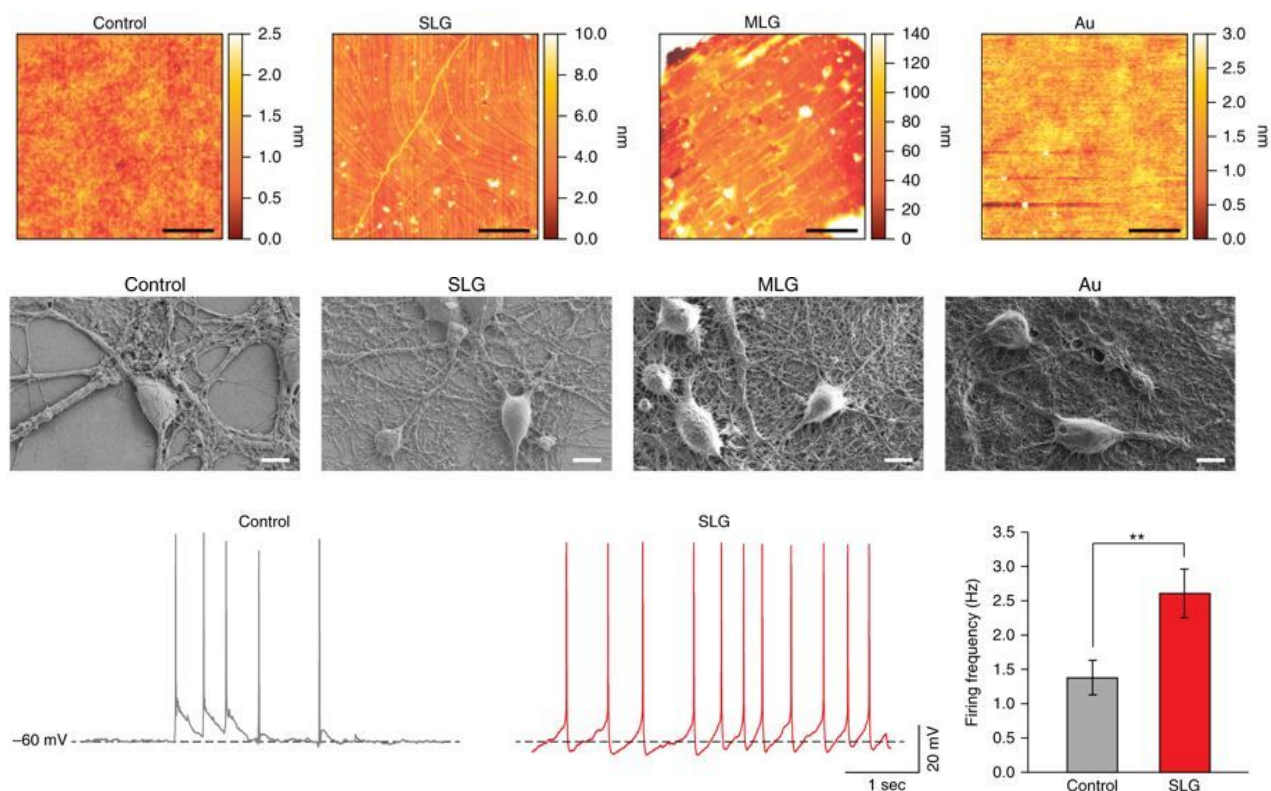 Control
2.5
2.0
1.5
1.0
0.5
0.0
nm
SLG
10.0
8.0
6.0
4.0
2.0
0.0
nm
MLG
140
120
100
80
60
40
20
0
nm
Au
3.0
2.5
2.0
1.5
1.0
0.5
0.0
nm
Control
SLG
MLG
Au
Control
–60 mV
SLG
20 mV
1 sec
Firing frequency (Hz)
3.5
3.0
2.5
2.0
1.5
1.0
0.5
0.0
**
Control
SLG